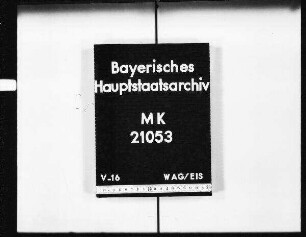 Bayerisches
Hauptstaatsarchiv
MK
21053
V-16 WAG/EIS